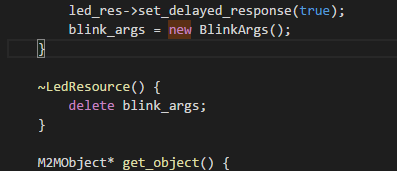 led_res->set_delayed_response(true);
blink_args = new BlinkArgs();
}
~LedResource() {
delete blink_args;
}
M2MObject* get_object() {